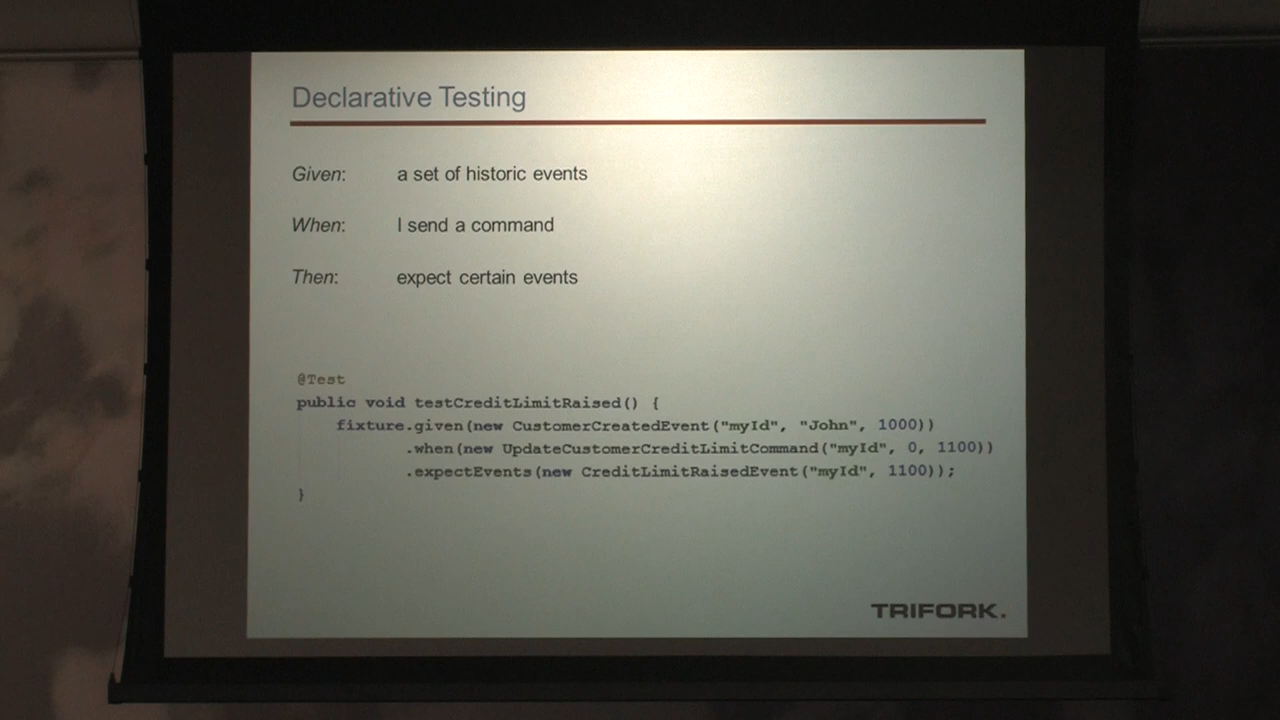 Declarative Testing
Given: a set of historic events
When: I send a command
Then: expect certain events
@Test
public void testCreditLimitRaised() {
fixture.given(new CustomerCreatedEvent("myId", "John", 1000))
.when(new UpdateCustomerCreditLimitCommand("myId", 0, 1100))
.expectEvents(new CreditLimitRaisedEvent("myId", 1100));
}
TRIFORK.